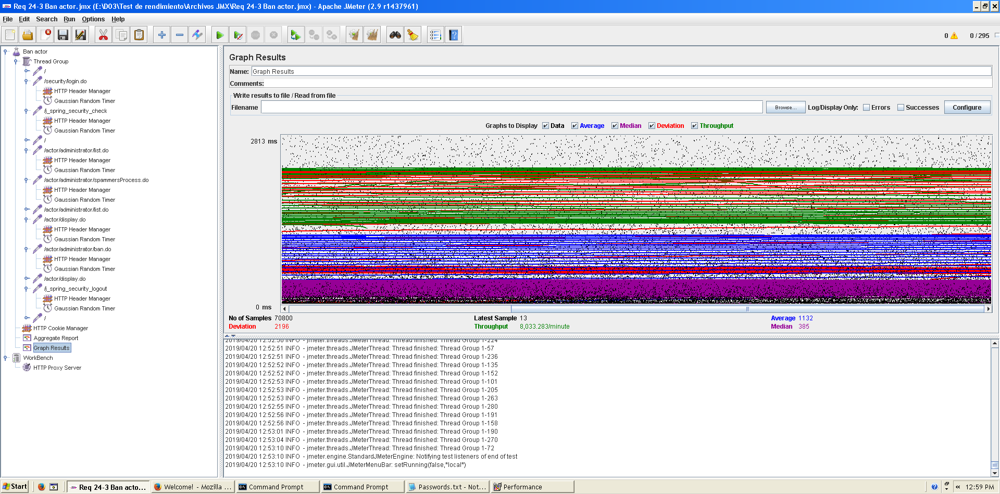 Req 24-3 Ban actor.jmx (E:\D03\Test de rendimiento\Archivos JMX\Req 24-3 Ban actor.jmx) - Apache JMeter (2.9 r1437961)
File Edit Search Run Options Help
0 0 / 295
Ban actor
Thread Group
/
/security/login.do
HTTP Header Manager
Gaussian Random Timer
/j_spring_security_check
HTTP Header Manager
Gaussian Random Timer
/
/actor/administrator/list.do
HTTP Header Manager
Gaussian Random Timer
/actor/administrator/spammersProcess.do
HTTP Header Manager
Gaussian Random Timer
/actor/administrator/list.do
/actor/display.do
HTTP Header Manager
Gaussian Random Timer
/actor/administrator/ban.do
HTTP Header Manager
Gaussian Random Timer
/actor/display.do
/j_spring_security_logout
HTTP Header Manager
Gaussian Random Timer
/
HTTP Cookie Manager
Aggregate Report
Graph Results
WorkBench
HTTP Proxy Server
Graph Results
Name: Graph Results
Comments:
Write results to file / Read from file
Filename Browse... Log/Display Only: Errors Successes Configure
Graphs to Display Data Average Median Deviation Throughput
2813 ms
0 ms
No of Samples 70800 Latest Sample 13 Average 1132
Deviation 2196 Throughput 8,033.283/minute Median 385
2019/04/20 12:52:50 INFO - jmeter.threads.JMeterThread: Thread finished: Thread Group 1-224
2019/04/20 12:52:51 INFO - jmeter.threads.JMeterThread: Thread finished: Thread Group 1-57
2019/04/20 12:52:51 INFO - jmeter.threads.JMeterThread: Thread finished: Thread Group 1-236
2019/04/20 12:52:52 INFO - jmeter.threads.JMeterThread: Thread finished: Thread Group 1-135
2019/04/20 12:52:52 INFO - jmeter.threads.JMeterThread: Thread finished: Thread Group 1-152
2019/04/20 12:52:53 INFO - jmeter.threads.JMeterThread: Thread finished: Thread Group 1-101
2019/04/20 12:52:53 INFO - jmeter.threads.JMeterThread: Thread finished: Thread Group 1-205
2019/04/20 12:52:53 INFO - jmeter.threads.JMeterThread: Thread finished: Thread Group 1-263
2019/04/20 12:52:55 INFO - jmeter.threads.JMeterThread: Thread finished: Thread Group 1-280
2019/04/20 12:52:56 INFO - jmeter.threads.JMeterThread: Thread finished: Thread Group 1-191
2019/04/20 12:52:56 INFO - jmeter.threads.JMeterThread: Thread finished: Thread Group 1-158
2019/04/20 12:53:01 INFO - jmeter.threads.JMeterThread: Thread finished: Thread Group 1-190
2019/04/20 12:53:04 INFO - jmeter.threads.JMeterThread: Thread finished: Thread Group 1-270
2019/04/20 12:53:10 INFO - jmeter.threads.JMeterThread: Thread finished: Thread Group 1-72
2019/04/20 12:53:10 INFO - jmeter.engine.StandardJMeterEngine: Notifying test listeners of end of test
2019/04/20 12:53:10 INFO - jmeter.gui.util.JMeterMenuBar: setRunning(false,*local*)
Start Req 24-3 Ban acto... Welcome! - Mozilla ... Command Prompt Command Prompt Passwords.txt - Not... Performance 12:59 PM